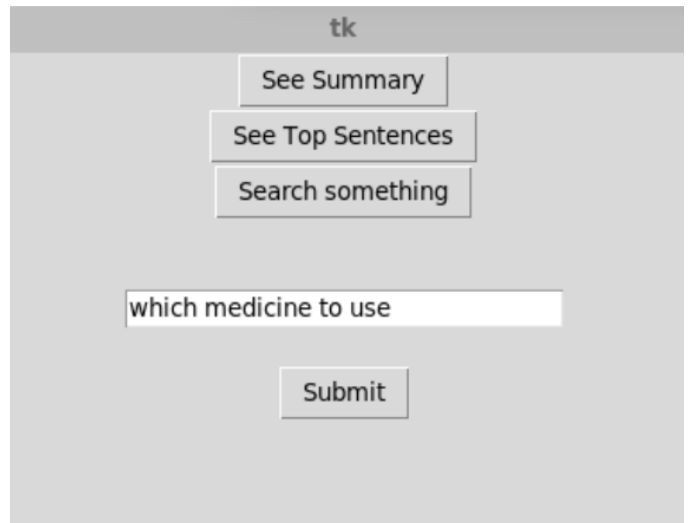 tk
See Summary
See Top Sentences
Search something
which medicine to use
Submit